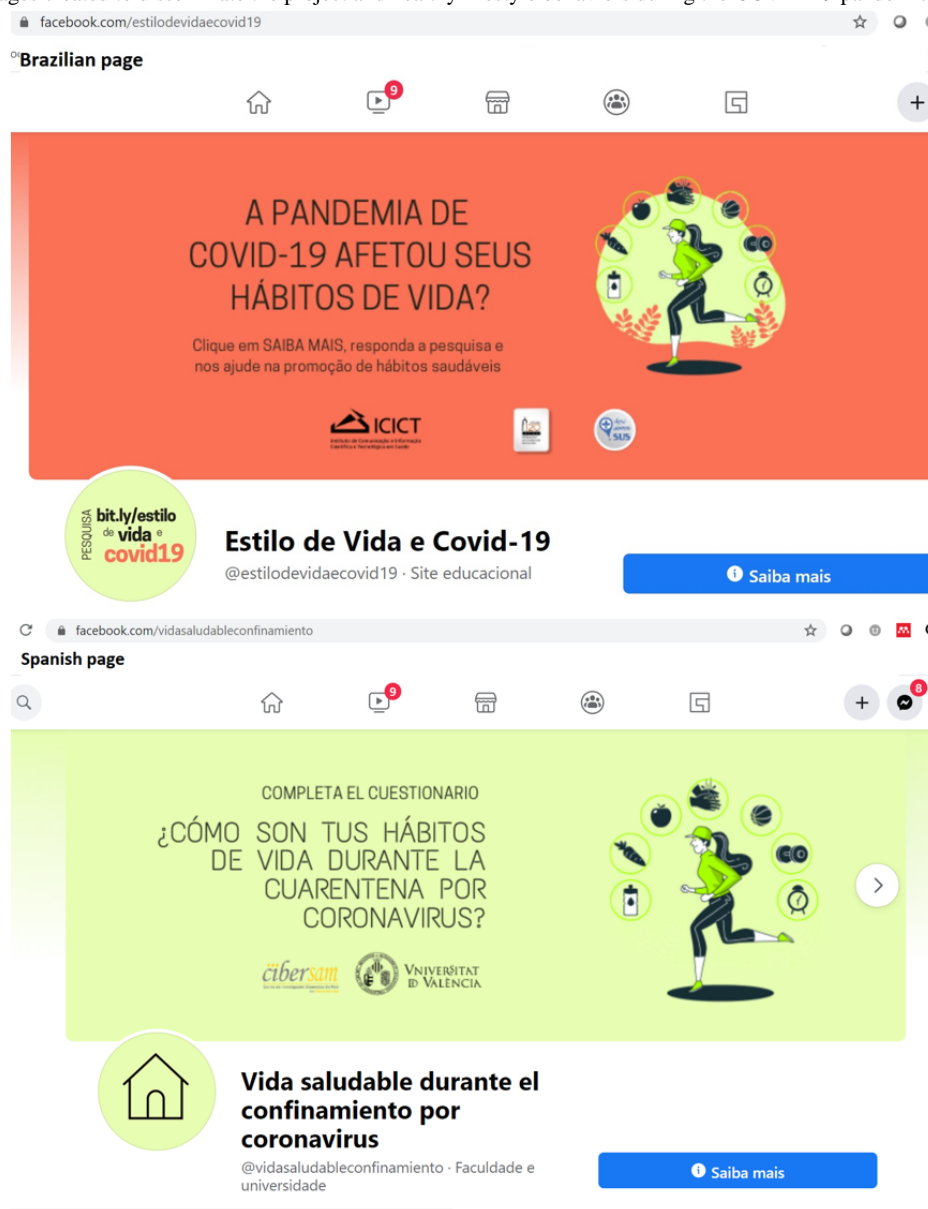 facebook.com/estilodevidaecovid19
Brazilian page
9
A PANDEMIA DE
COVID-19 AFETOU SEUS
HÁBITOS DE VIDA?
Clique em SAIBA MAIS, responda a pesquisa e
nos ajude na promoção de hábitos saudáveis
ICICT
SUS
PESQUISA
bit.ly/estilo
de vida e
covid19
Estilo de Vida e Covid-19
@estilodevidaecovid19 · Site educacional
Saiba mais
facebook.com/vidasaludableconfinamiento
Spanish page
9
8
COMPLETA EL CUESTIONARIO
¿CÓMO SON TUS HÁBITOS
DE VIDA DURANTE LA
CUARENTENA POR
CORONAVIRUS?
cibersam
VNIVERSITAT
ID VALÈNCIA
Vida saludable durante el
confinamiento por
coronavirus
@vidasaludableconfinamiento · Faculdade e
universidade
Saiba mais